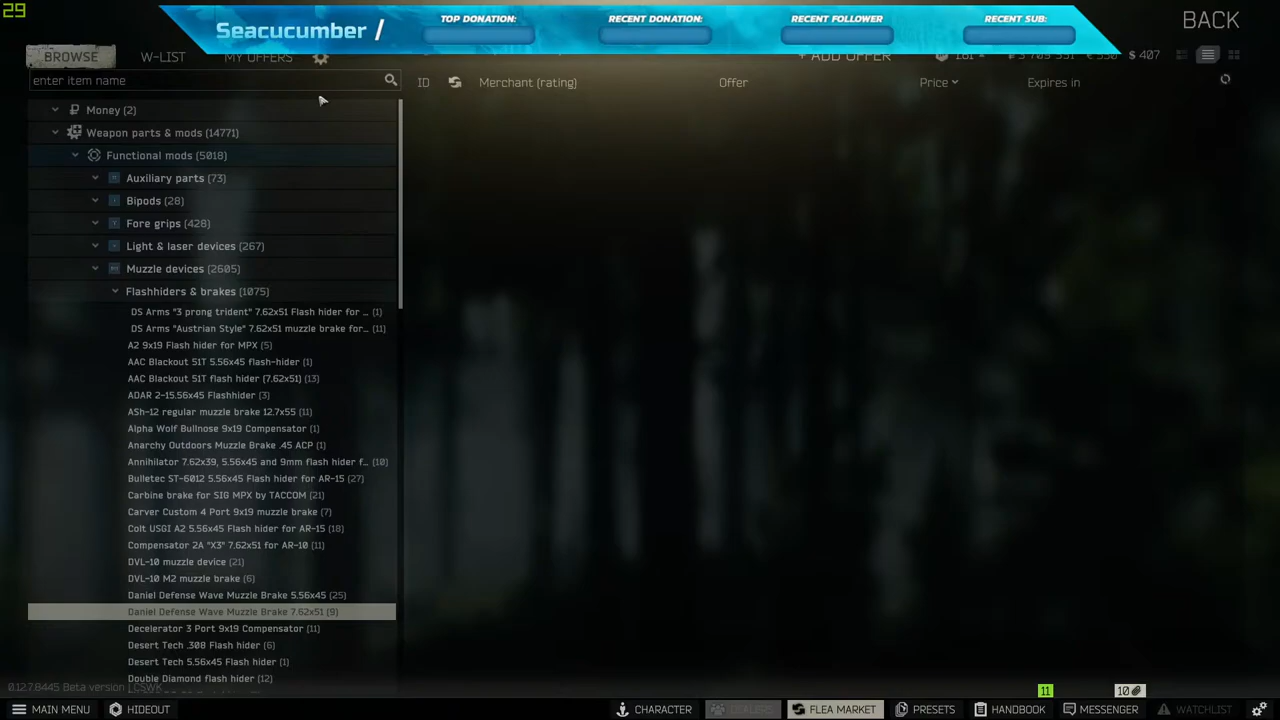 29
Seacucumber /
TOP DONATION:
RECENT DONATION:
RECENT FOLLOWER
RECENT SUB:
BACK
BROWSE
W-LIST
MY OFFERS
+ ADD OFFER
$ 407
enter item name
ID
Merchant (rating)
Offer
Price
Expires in
Money (2)
Weapon parts & mods (14771)
Functional mods (5018)
Auxiliary parts (73)
Bipods (28)
Fore grips (428)
Light & laser devices (267)
Muzzle devices (2605)
Flashhiders & brakes (1075)
DS Arms "3 prong trident" 7.62x51 Flash hider for ... (1)
DS Arms "Austrian Style" 7.62x51 muzzle brake for... (11)
A2 9x19 Flash hider for MPX (5)
AAC Blackout 51T 5.56x45 flash-hider (1)
AAC Blackout 51T flash hider (7.62x51) (13)
ADAR 2-15.56x45 Flashhider (3)
ASh-12 regular muzzle brake 12.7x55 (11)
Alpha Wolf Bullnose 9x19 Compensator (1)
Anarchy Outdoors Muzzle Brake .45 ACP (1)
Annihilator 7.62x39, 5.56x45 and 9mm flash hider f... (10)
Bulletec ST-6012 5.56x45 Flash hider for AR-15 (27)
Carbine brake for SIG MPX by TACCOM (21)
Carver Custom 4 Port 9x19 muzzle brake (7)
Colt USGI A2 5.56x45 Flash hider for AR-15 (18)
Compensator 2A "X3" 7.62x51 for AR-10 (11)
DVL-10 muzzle device (21)
DVL-10 M2 muzzle brake (6)
Daniel Defense Wave Muzzle Brake 5.56x45 (25)
Daniel Defense Wave Muzzle Brake 7.62x51 (9)
Decelerator 3 Port 9x19 Compensator (11)
Desert Tech .308 Flash hider (6)
Desert Tech 5.56x45 Flash hider (1)
Double Diamond flash hider (12)
0.12.7.8445 Beta version | CSWK
11
10
MAIN MENU
HIDEOUT
CHARACTER
FLEA MARKET
PRESETS
HANDBOOK
MESSENGER
WATCHLIST